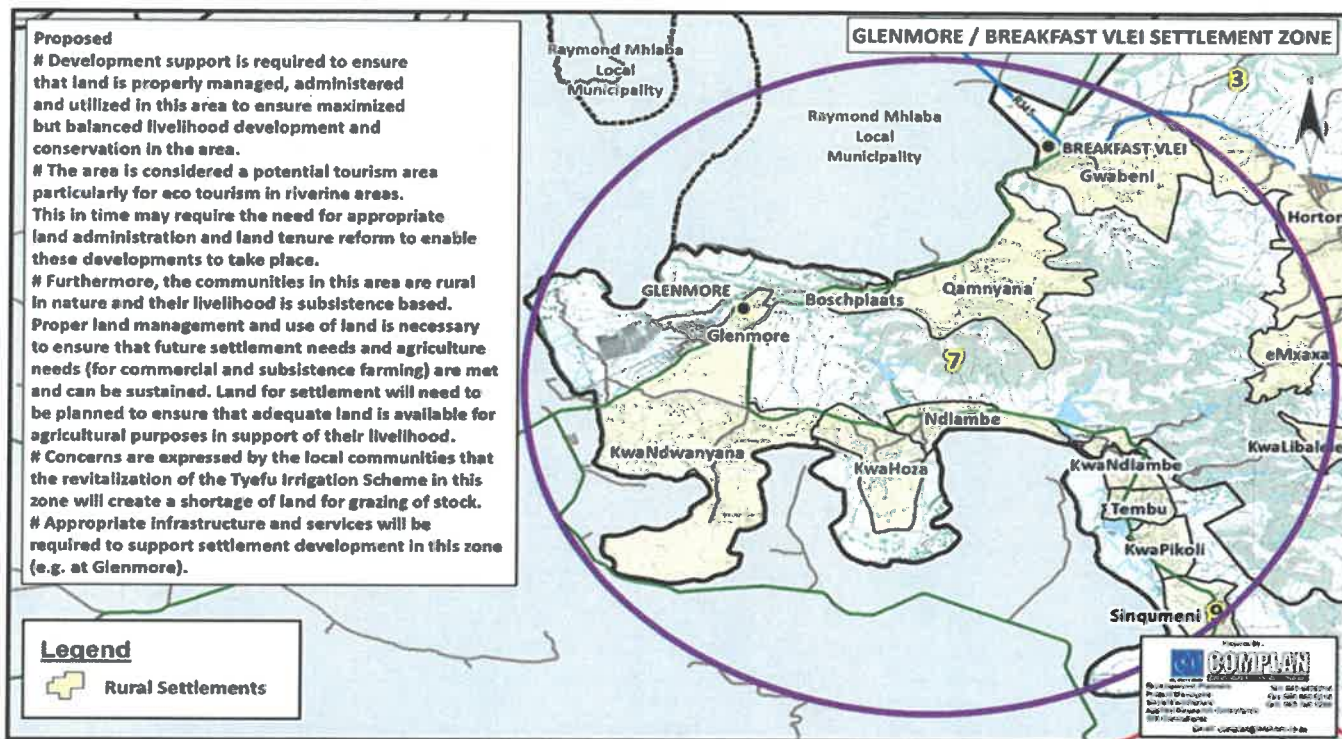 Proposed
# Development support is required to ensure
that land is properly managed, administered
and utilized in this area to ensure maximized
but balanced livelihood development and
conservation in the area.
# The area is considered a potential tourism area
particularly for eco tourism in riverine areas.
This in time may require the need for appropriate
land administration and land tenure reform to enable
these developments to take place.
# Furthermore, the communities in this area are rural
in nature and their livelihood is subsistence based.
Proper land management and use of land is necessary
to ensure that future settlement needs and agriculture
needs (for commercial and subsistence farming) are met
and can be sustained. Land for settlement will need to
be planned to ensure that adequate land is available for
agricultural purposes in support of their livelihood.
# Concerns are expressed by the local communities that
the revitalization of the Tyefu Irrigation Scheme in this
zone will create a shortage of land for grazing of stock.
# Appropriate infrastructure and services will be
required to support settlement development in this zone
(e.g. at Glenmore).
Legend
Rural Settlements
GLENMORE / BREAKFAST VLEI SETTLEMENT ZONE
Raymond Mhlaba
Local
Municipality
3
R345
Raymond Mhlaba
Local
Municipality
BREAKFAST VLEI
Gwabeni
Horton
GLENMORE
Boschplaats
Qamnyana
Glenmore
7
eMxaxa
Ndlambe
KwaNdwanyana
KwaHoza
KwaNdlambe
KwaLibalele
Tembu
KwaPikoli
Sinqumeni
9
COMPLAN